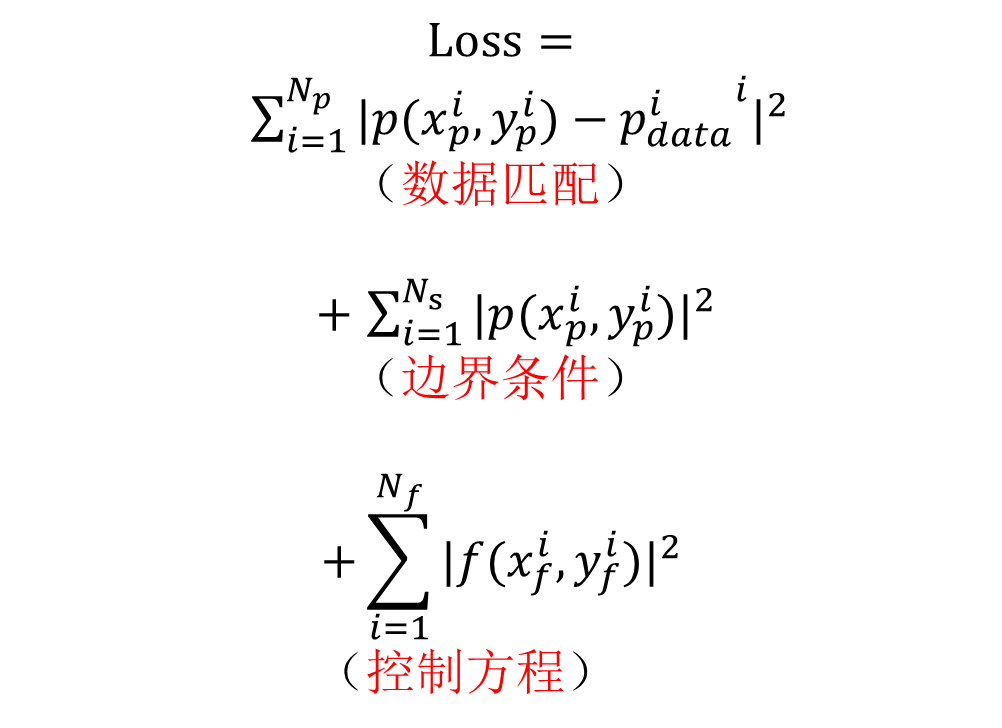 Loss =
∑_{i=1}^{N_p} |p(x_p^i, y_p^i) − p_{data}^i{}^i|^2
（数据匹配）
+ ∑_{i=1}^{N_s} |p(x_p^i, y_p^i)|^2
（边界条件）
+ ∑_{i=1}^{N_f} |f(x_f^i, y_f^i)|^2
（控制方程）